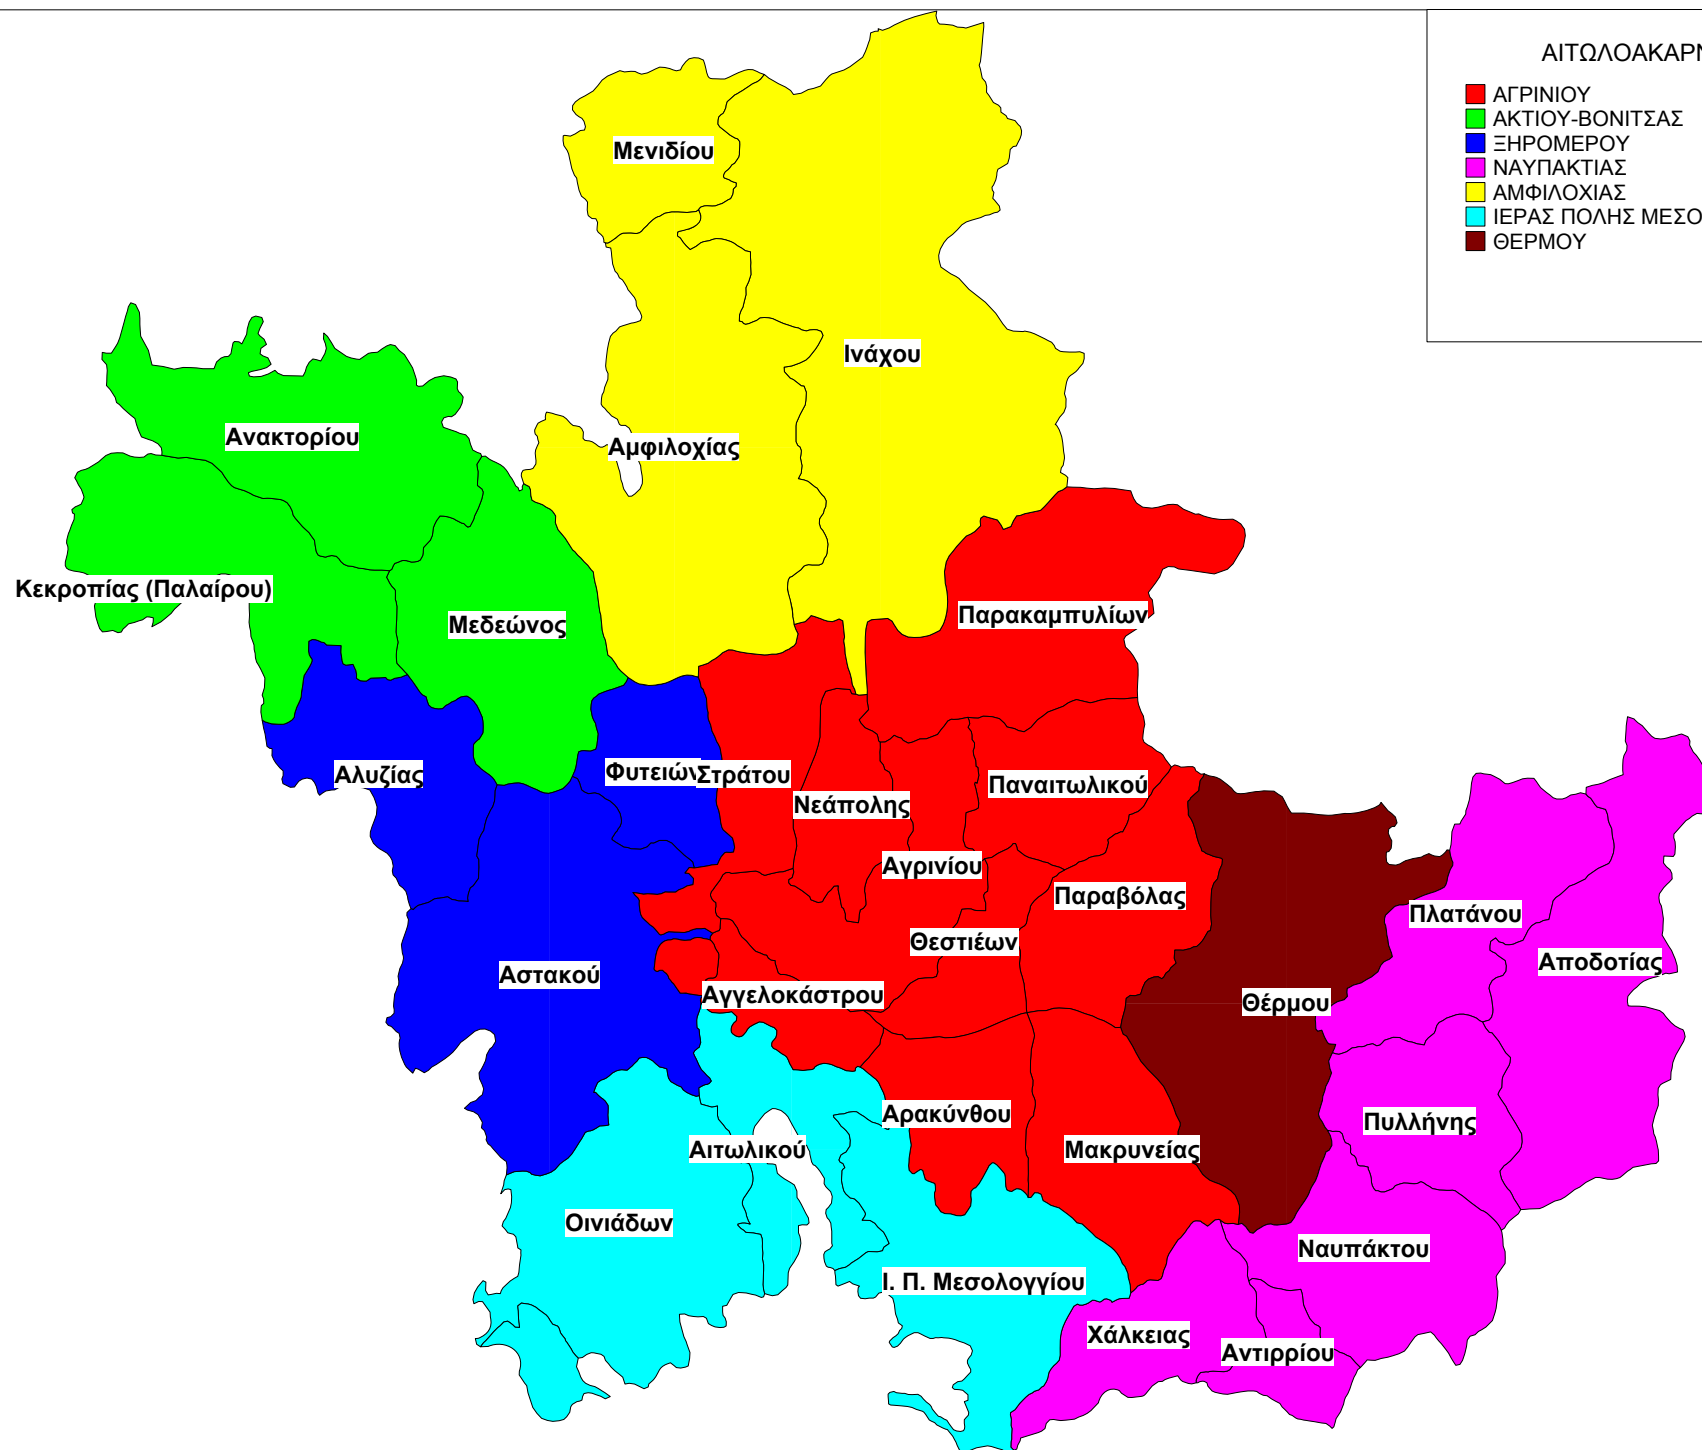 ΑΙΤΩΛΟΑΚΑΡΝ
ΑΓΡΙΝΙΟΥ
ΑΚΤΙΟΥ-ΒΟΝΙΤΣΑΣ
ΞΗΡΟΜΕΡΟΥ
ΝΑΥΠΑΚΤΙΑΣ
ΑΜΦΙΛΟΧΙΑΣ
ΙΕΡΑΣ ΠΟΛΗΣ ΜΕΣΟ
ΘΕΡΜΟΥ
Μενιδίου
Ινάχου
Ανακτορίου
Αμφιλοχίας
Κεκροπίας (Παλαίρου)
Μεδεώνος
Παρακαμπυλίων
Αλυζίας
Φυτειών
Στράτου
Νεάπολης
Παναιτωλικού
Αγρινίου
Παραβόλας
Πλατάνου
Θεστιέων
Αποδοτίας
Αστακού
Αγγελοκάστρου
Θέρμου
Αρακύνθου
Πυλλήνης
Αιτωλικού
Μακρυνείας
Οινιάδων
Ναυπάκτου
Ι. Π. Μεσολογγίου
Χάλκειας
Αντιρρίου